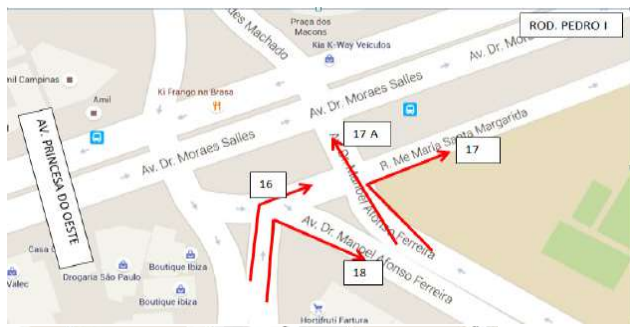 des Machado
Praça dos
Macons
Kia K-Way Veículos
ROD. PEDRO I
Av. Dr. Mora
mil Campinas
Amil
Ki Frango na Brasa
Av. Dr. Moraes Salles
AV. PRINCESA DO OESTE
Av. Dr. Moraes Salles
17 A
R. Me Maria Santa Margarida
17
16
Dr. Manoel Afonso Ferreira
Av. Dr. Manoel Afonso Ferreira
18
Casa
Valec
Drogaria São Paulo
Boutique Ibiza
Boutique ibiza
Hortifruti Fartura